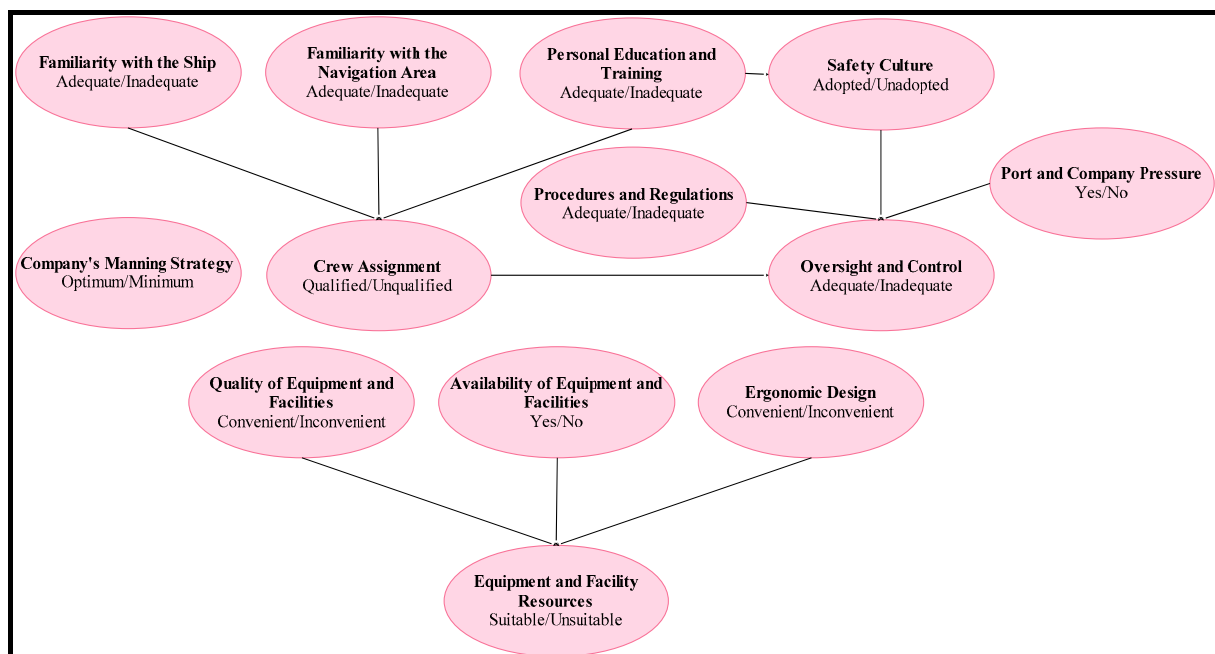 Familiarity with the Ship
Adequate/Inadequate
Familiarity with the
Navigation Area
Adequate/Inadequate
Personal Education and
Training
Adequate/Inadequate
Safety Culture
Adopted/Unadopted
Procedures and Regulations
Adequate/Inadequate
Port and Company Pressure
Yes/No
Company's Manning Strategy
Optimum/Minimum
Crew Assignment
Qualified/Unqualified
Oversight and Control
Adequate/Inadequate
Quality of Equipment and
Facilities
Convenient/Inconvenient
Availability of Equipment and
Facilities
Yes/No
Ergonomic Design
Convenient/Inconvenient
Equipment and Facility
Resources
Suitable/Unsuitable